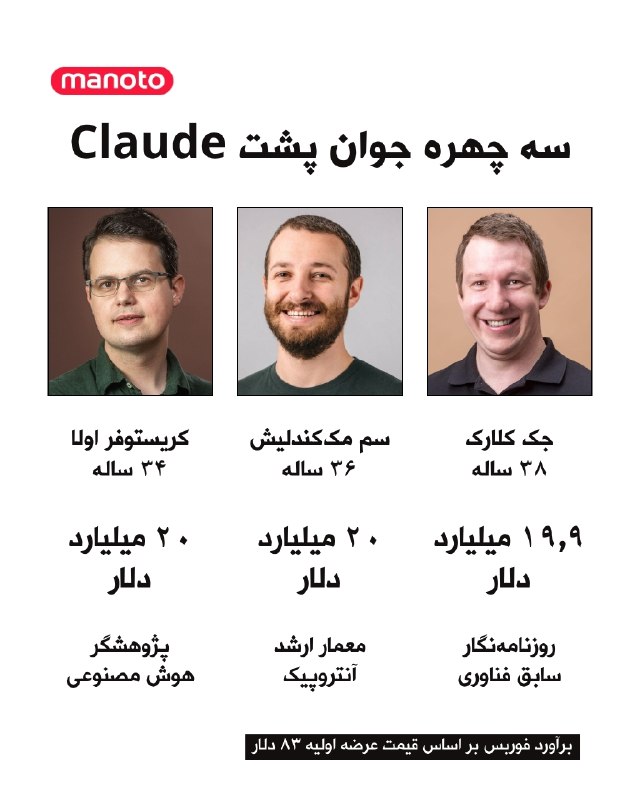 manoto
سه چهره جوان پشت Claude
جک کلارک
۳۸ ساله
۱۹,۹ میلیارد
دلار
روزنامه‌نگار
سابق فناوری
سم مک‌کندلیش
۳۶ ساله
۲۰ میلیارد
دلار
معمار ارشد
آنتروپیک
کریستوفر اولا
۳۴ ساله
۲۰ میلیارد
دلار
پژوهشگر
هوش مصنوعی
برآورد فوربس بر اساس قیمت عرضه اولیه ۸۳ دلار